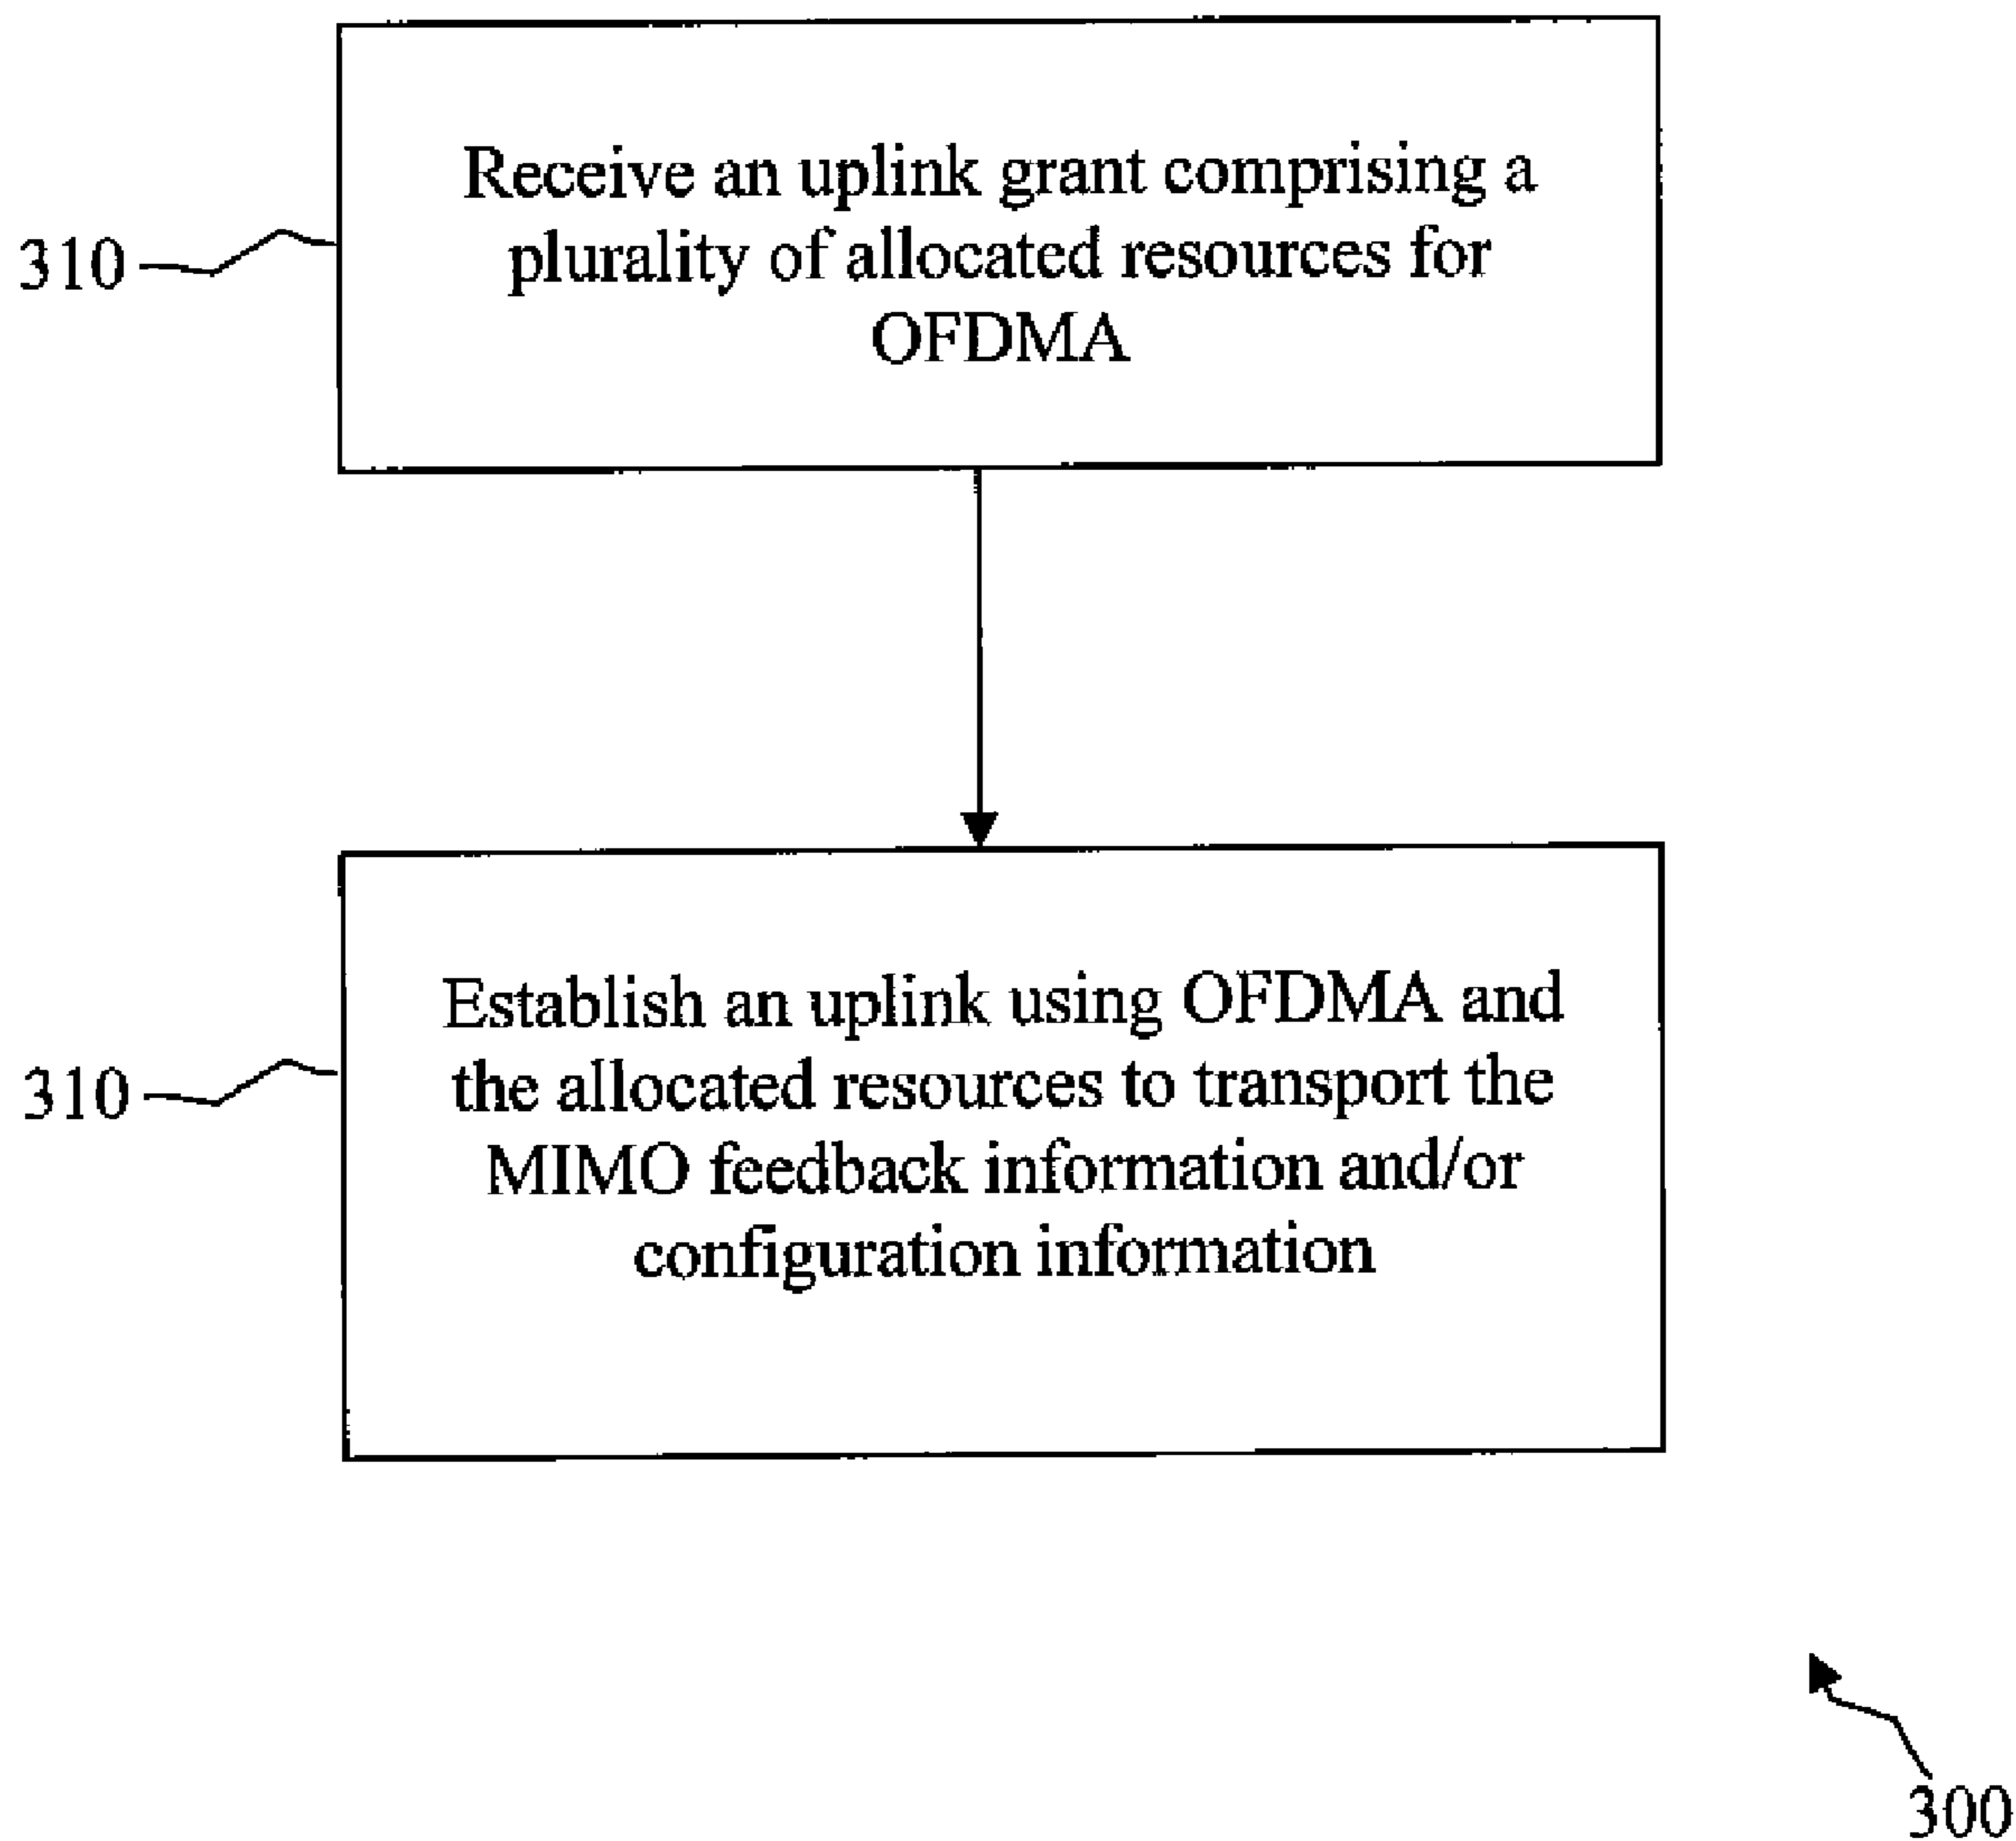 Receive an uplink grant comprising a
plurality of allocated resources for
OFDMA
310
Establish an uplink using OFDMA and
the allocated resources to transport the
MIMO feedback information and/or
configuration information
310
300